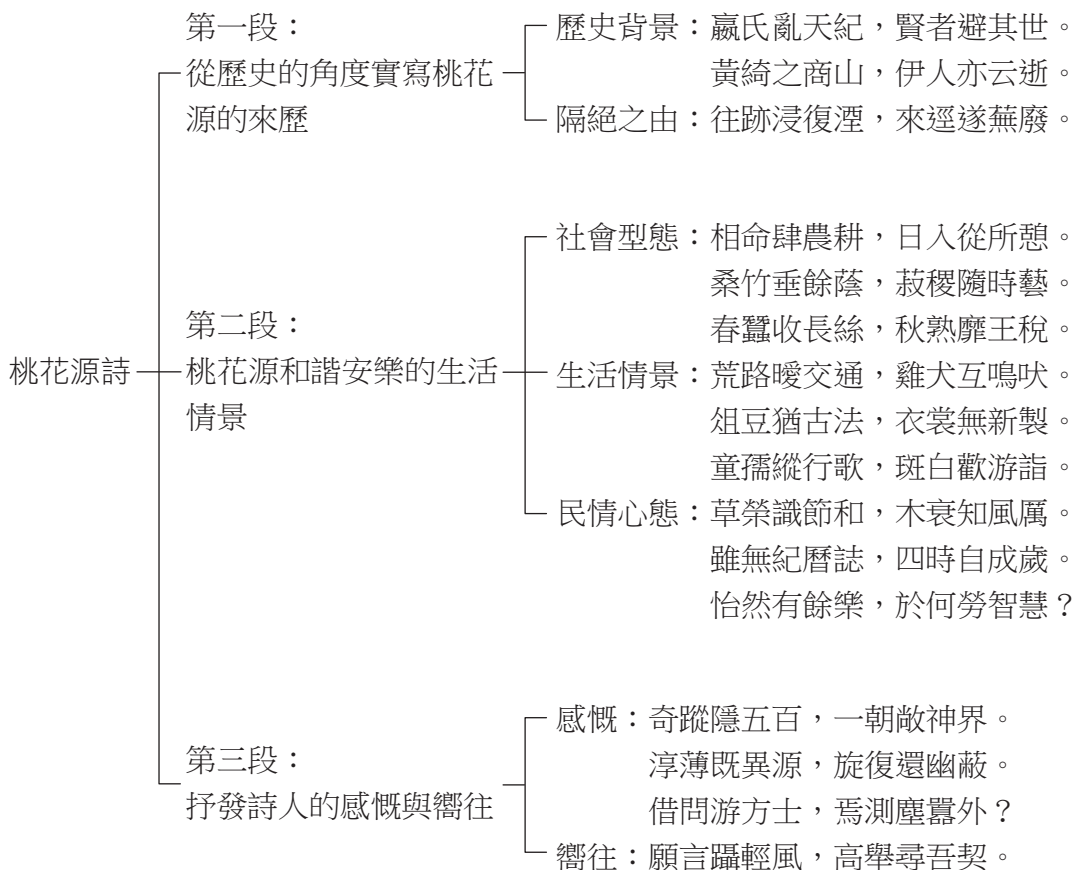 桃花源詩
第一段:
從歷史的角度實寫桃花
源的來歷
歷史背景:嬴氏亂天紀,賢者避其世。
黃綺之商山,伊人亦云逝。
隔絕之由:往跡浸復湮,來逕遂蕪廢。
第二段:
桃花源和諧安樂的生活
情景
社會型態:相命肆農耕,日入從所憩。
桑竹垂餘蔭,菽稷隨時藝。
春蠶收長絲,秋熟靡王稅。
生活情景:荒路曖交通,雞犬互鳴吠。
俎豆猶古法,衣裳無新製。
童孺縱行歌,斑白歡游詣。
民情心態:草榮識節和,木衰知風厲。
雖無紀曆誌,四時自成歲。
怡然有餘樂,於何勞智慧?
第三段:
抒發詩人的感慨與嚮往
感慨:奇蹤隱五百,一朝敞神界。
淳薄既異源,旋復還幽蔽。
借問游方士,焉測塵囂外?
嚮往:願言躡輕風,高舉尋吾契。